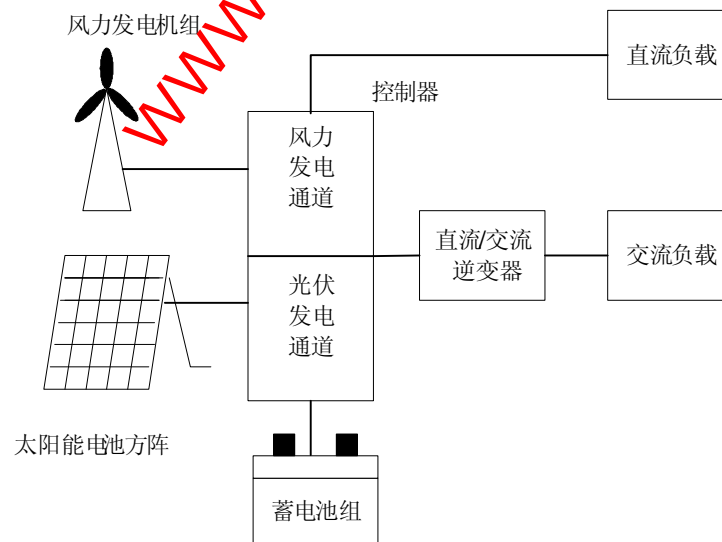 风力发电机组
WWW
直流负载
控制器
风力
发电
通道
直流/交流
逆变器
交流负载
光伏
发电
通道
太阳能电池方阵
蓄电池组